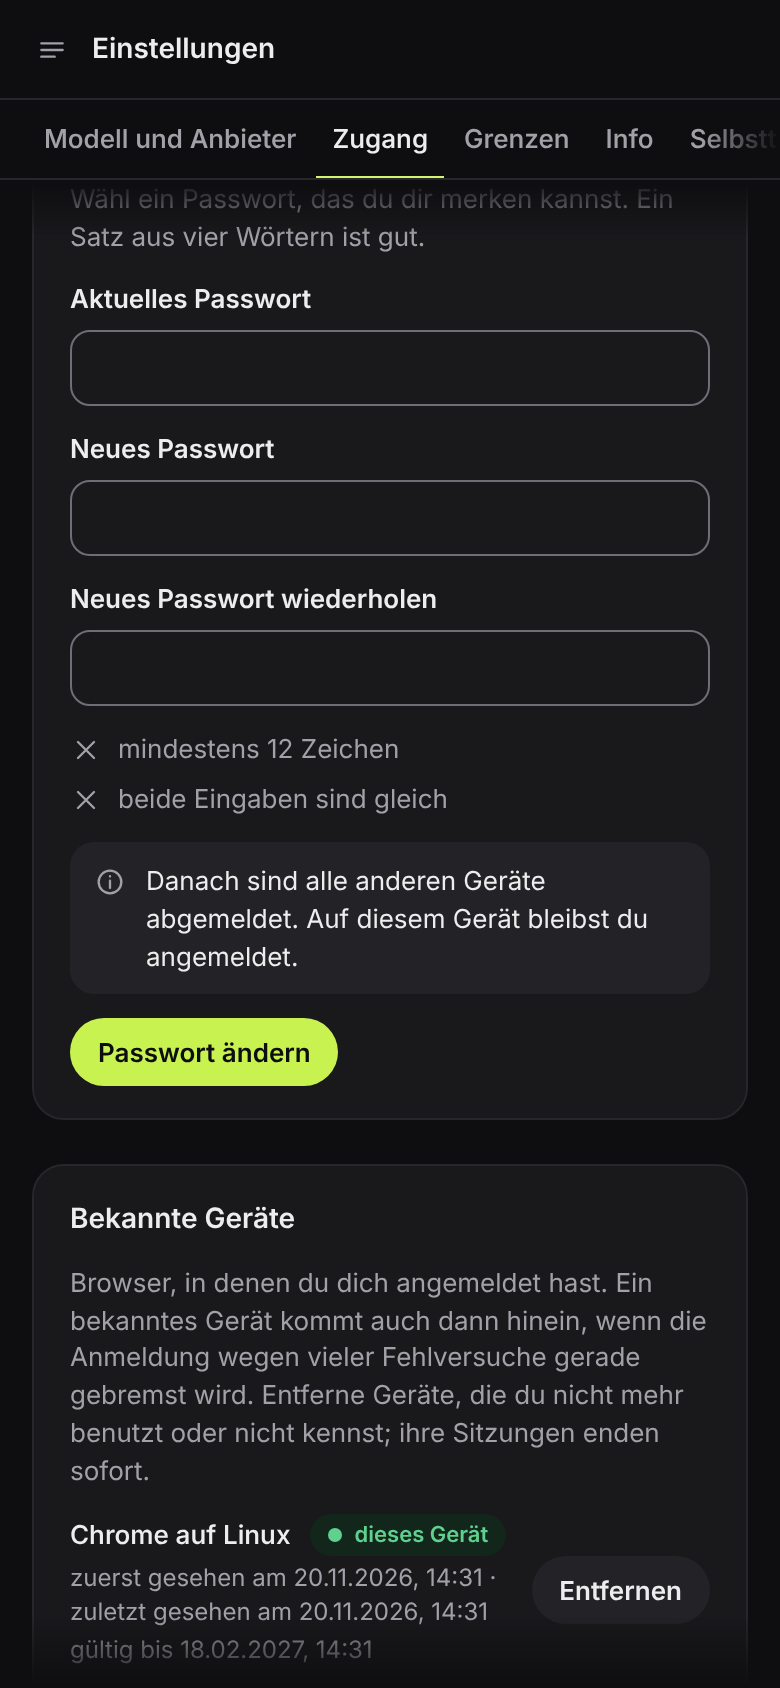 Einstellungen
Modell und Anbieter Zugang Grenzen Info Selbstt
Wähl ein Passwort, das du dir merken kannst. Ein
Satz aus vier Wörtern ist gut.
Aktuelles Passwort
Neues Passwort
Neues Passwort wiederholen
mindestens 12 Zeichen
beide Eingaben sind gleich
Danach sind alle anderen Geräte
abgemeldet. Auf diesem Gerät bleibst du
angemeldet.
Passwort ändern
Bekannte Geräte
Browser, in denen du dich angemeldet hast. Ein
bekanntes Gerät kommt auch dann hinein, wenn die
Anmeldung wegen vieler Fehlversuche gerade
gebremst wird. Entferne Geräte, die du nicht mehr
benutzt oder nicht kennst; ihre Sitzungen enden
sofort.
Chrome auf Linux dieses Gerät
zuerst gesehen am 20.11.2026, 14:31 ·
zuletzt gesehen am 20.11.2026, 14:31
gültig bis 18.02.2027, 14:31
Entfernen